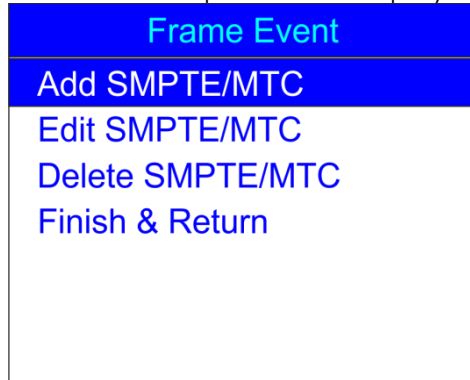 Frame Event
Add SMPTE/MTC
Edit SMPTE/MTC
Delete SMPTE/MTC
Finish & Return